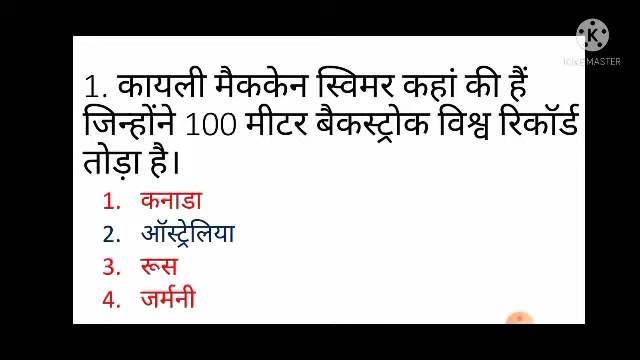 K
KINEMASTER
1. कायली मैककेन स्विमर कहां की हैं
जिन्होंने 100 मीटर बैकस्ट्रोक विश्व रिकॉर्ड
तोड़ा है।
1. कनाडा
2. ऑस्ट्रेलिया
3. रूस
4. जर्मनी